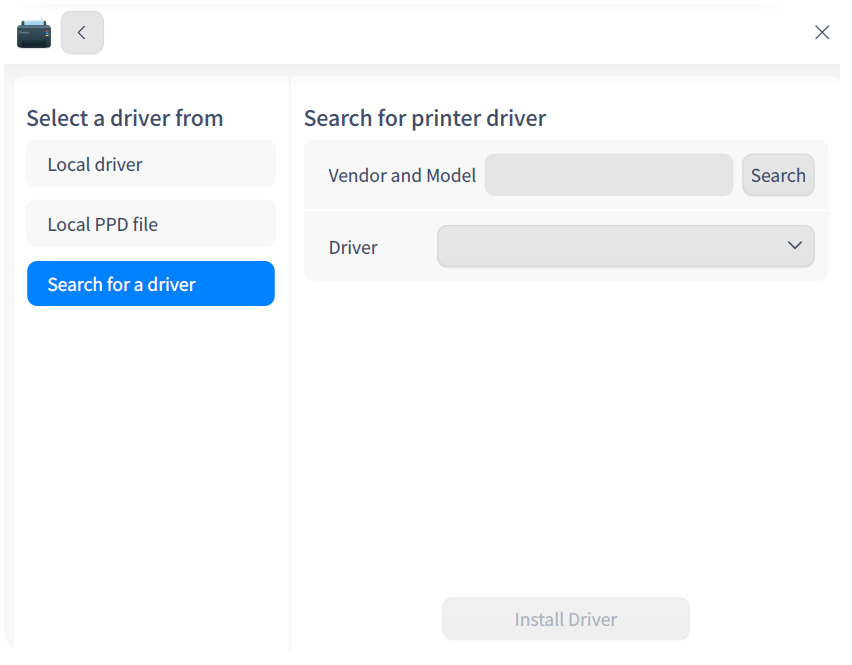 Select a driver from
Local driver
Local PPD file
Search for a driver
Search for printer driver
Vendor and Model
Search
Driver
Install Driver